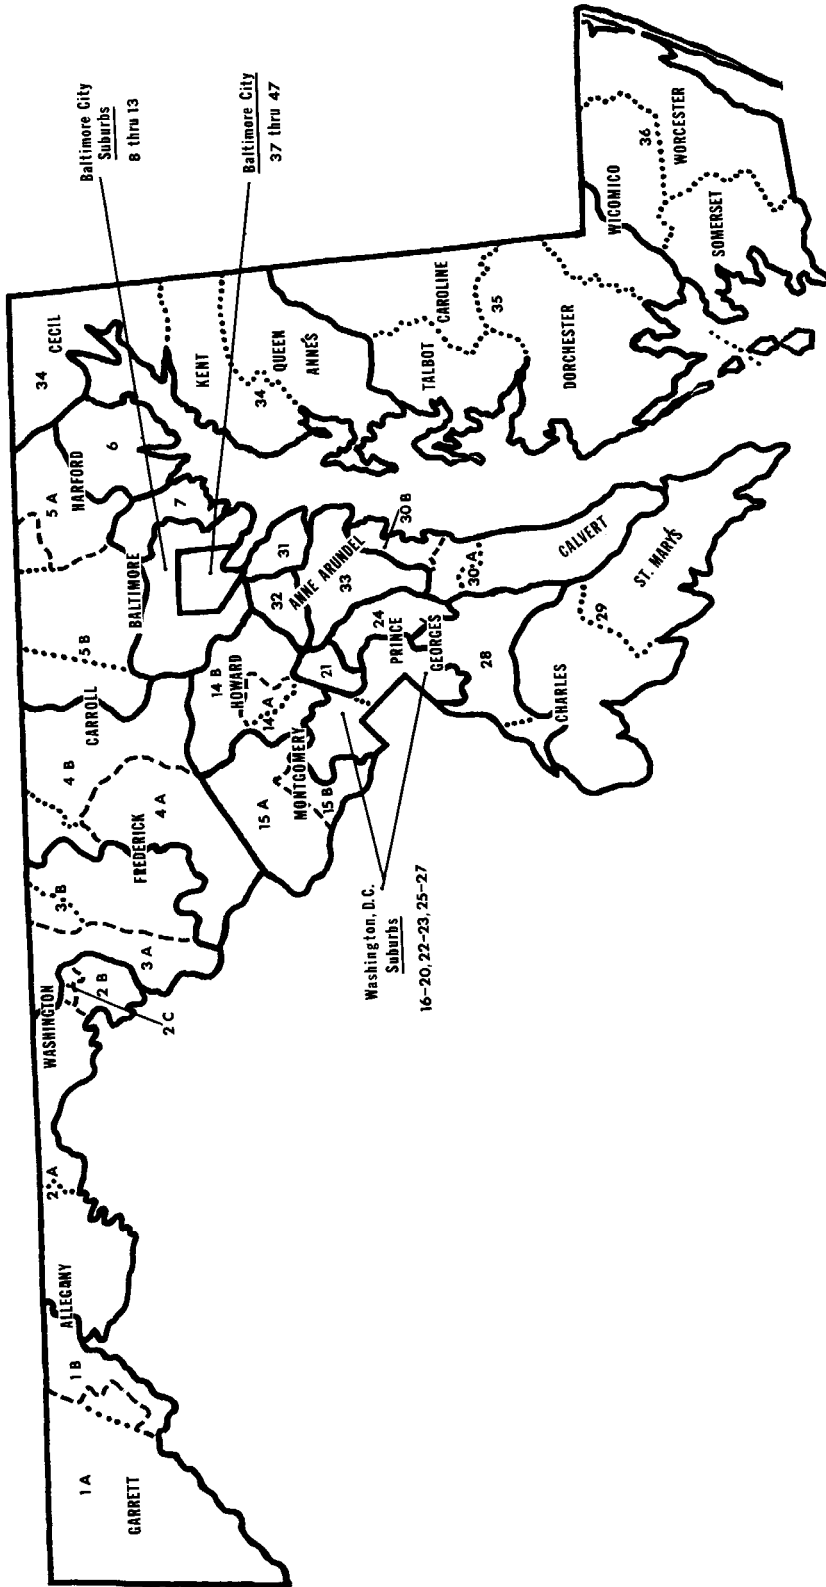 GARRETT
1 A
1 B
ALLEGANY
2 A
WASHINGTON
2 C
2 B
3 A
3 B
FREDERICK
4 A
4 B
CARROLL
5 B
BALTIMORE
5 A
HARFORD
6
7
34
CECIL
KENT
34
QUEEN
ANNE'S
TALBOT
CAROLINE
35
DORCHESTER
WICOMICO
36
WORCESTER
SOMERSET
Baltimore City
Suburbs
8 thru 13
Baltimore City
37 thru 47
14 B
HOWARD
14 A
15 A
MONTGOMERY
15 B
21
32
31
ANNE ARUNDEL
33
30 B
24
PRINCE
GEORGES
30 A
CALVERT
28
CHARLES
29
ST. MARY'S
Washington, D.C.
Suburbs
16-20, 22-23, 25-27